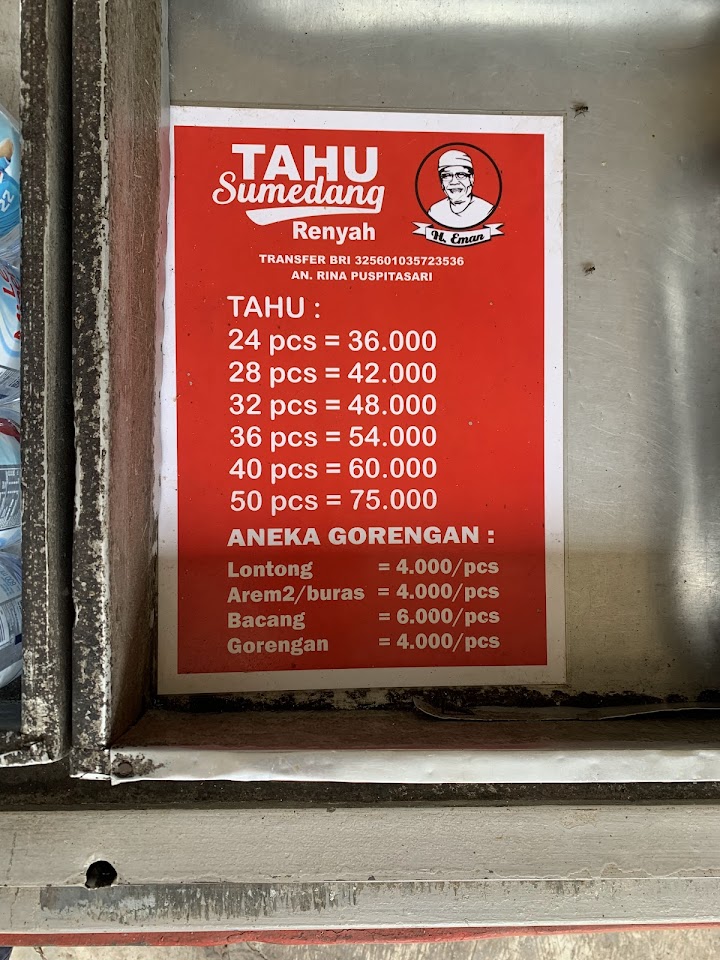 TAHU
Sumedang
Renyah
H. Eman
TRANSFER BRI 325601035723536
AN. RINA PUSPITASARI
TAHU :
24 pcs = 36.000
28 pcs = 42.000
32 pcs = 48.000
36 pcs = 54.000
40 pcs = 60.000
50 pcs = 75.000
ANEKA GORENGAN :
Lontong = 4.000/pcs
Arem2/buras = 4.000/pcs
Bacang = 6.000/pcs
Gorengan = 4.000/pcs